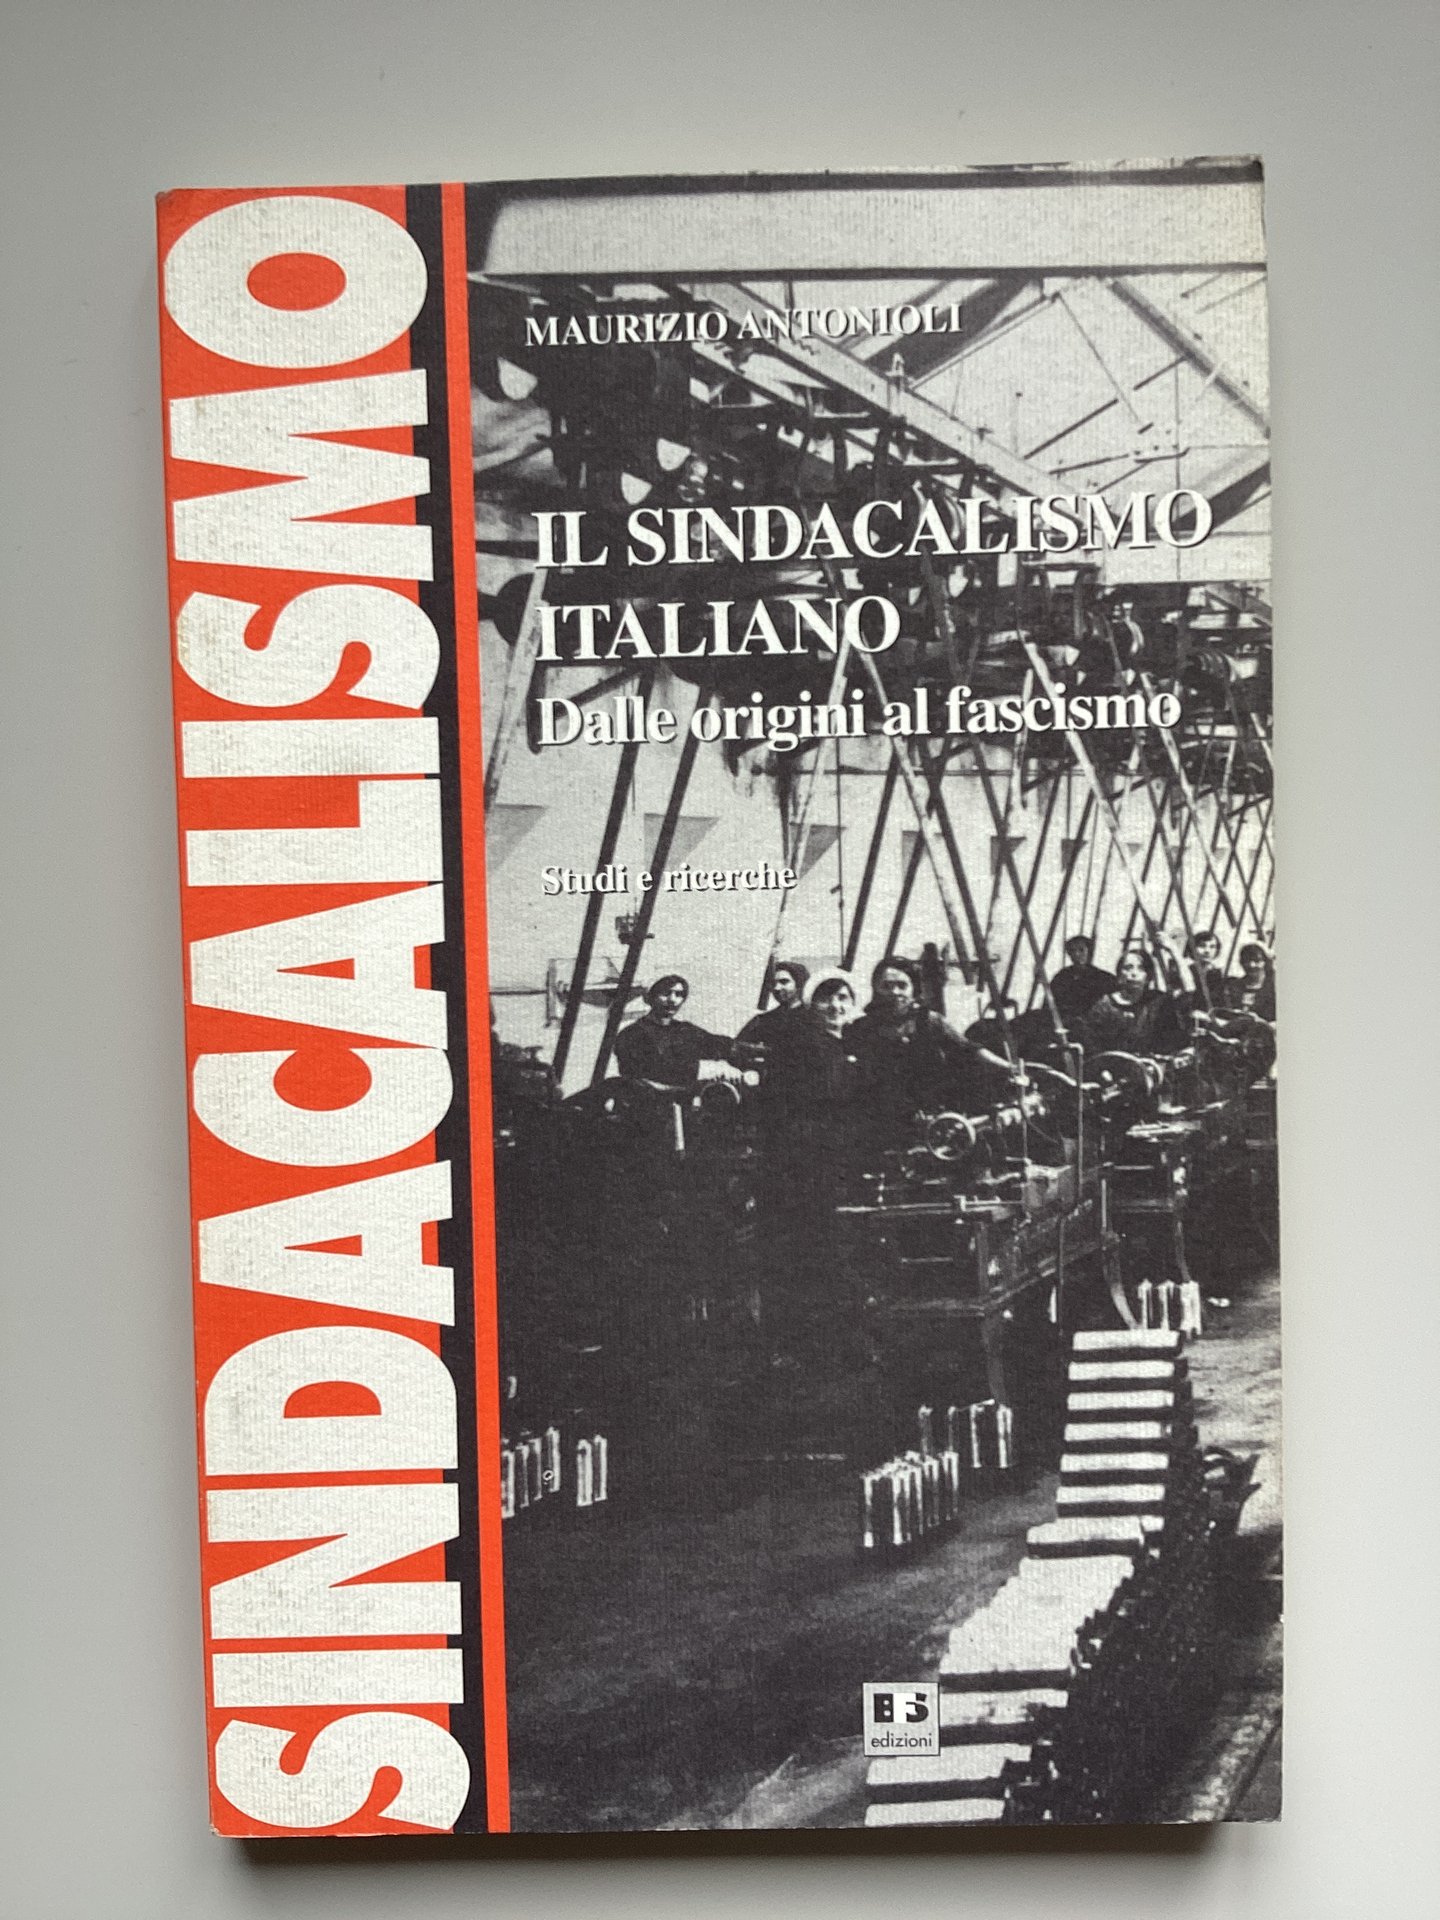 SINDACALISMO
MAURIZIO ANTONIOLI
IL SINDACALISMO
ITALIANO
Dalle origini al fascismo
Studi e ricerche
BFS
edizioni